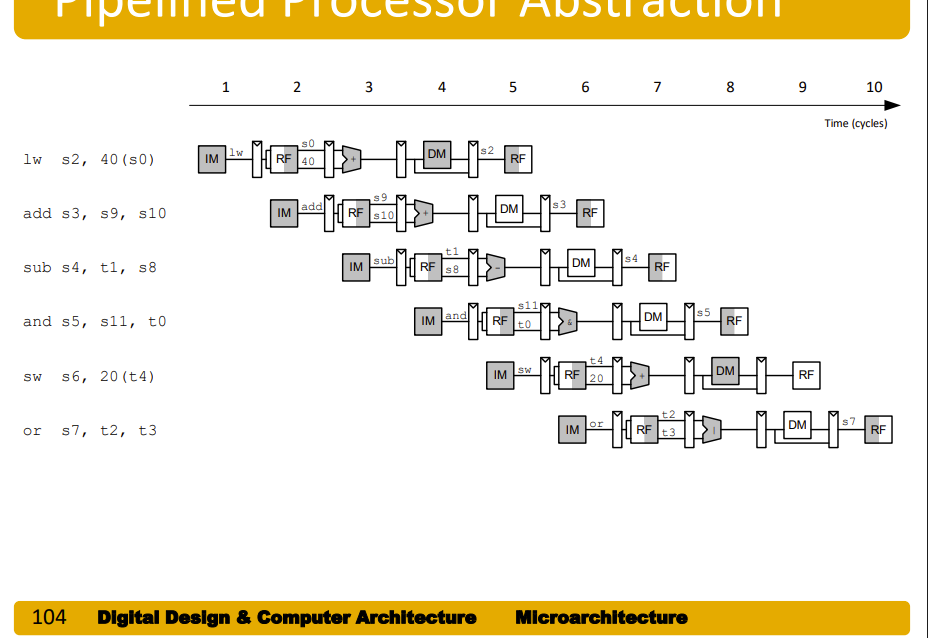 Pipelined Processor Abstraction
1 2 3 4 5 6 7 8 9 10
Time (cycles)
lw s2, 40(s0) IM lw RF s0 40 + DM s2 RF
add s3, s9, s10 IM add RF s9 s10 + DM s3 RF
sub s4, t1, s8 IM sub RF t1 s8 - DM s4 RF
and s5, s11, t0 IM and RF s11 t0 & DM s5 RF
sw s6, 20(t4) IM sw RF t4 20 + DM RF
or s7, t2, t3 IM or RF t2 t3 | DM s7 RF
104 Digital Design & Computer Architecture Microarchitecture